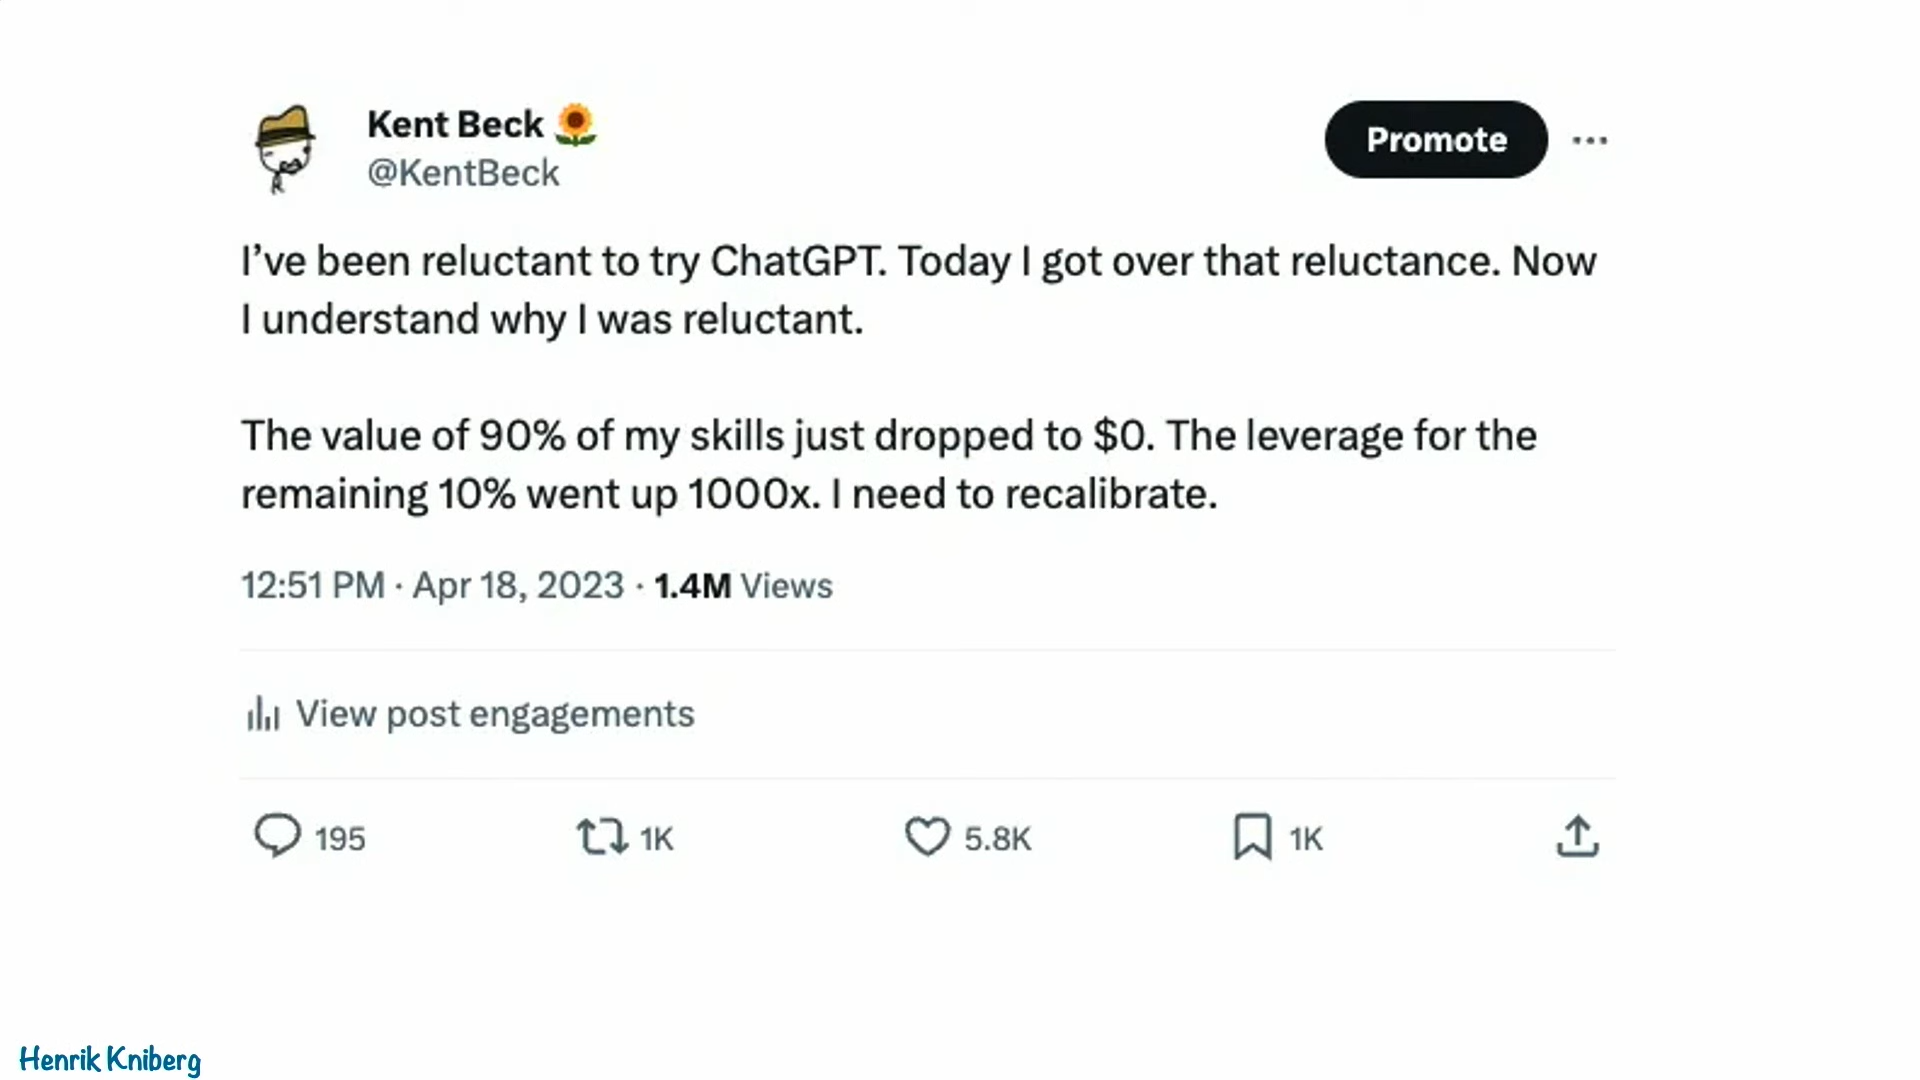 Kent Beck 🌻
@KentBeck
Promote
I’ve been reluctant to try ChatGPT. Today I got over that reluctance. Now
I understand why I was reluctant.
The value of 90% of my skills just dropped to $0. The leverage for the
remaining 10% went up 1000x. I need to recalibrate.
12:51 PM · Apr 18, 2023 · 1.4M Views
View post engagements
195 1K 5.8K 1K
Henrik Kniberg